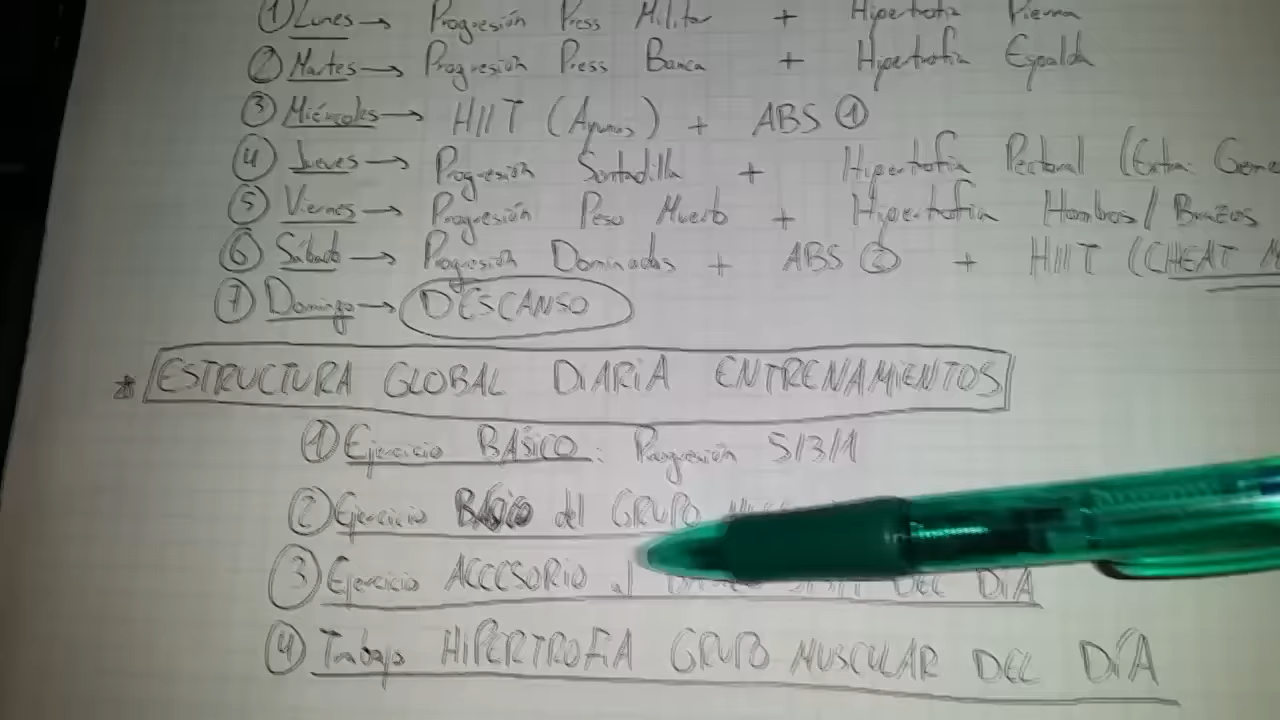 ① Lunes → Progresión Press Militar + Hipertrofia Pierna
② Martes → Progresión Press Banca + Hipertrofia Espalda
③ Miércoles → HIIT (Ayunas) + ABS ①
④ Jueves → Progresión Sentadilla + Hipertrofia Pectoral (Extra: Geme
⑤ Viernes → Progresión Peso Muerto + Hipertrofia Hombros/Brazos
⑥ Sábado → Progresión Dominadas + ABS ② + HIIT (CHEAT M
⑦ Domingo → DESCANSO
* ESTRUCTURA GLOBAL DIARIA ENTRENAMIENTOS
① Ejercicio BÁSICO: Progresión 5/3/1
② Ejercicio BÁSICO del GRUPO
③ Ejercicio ACCESORIO al DEL DÍA
④ Trabajo HIPERTROFIA GRUPO MUSCULAR DEL DÍA